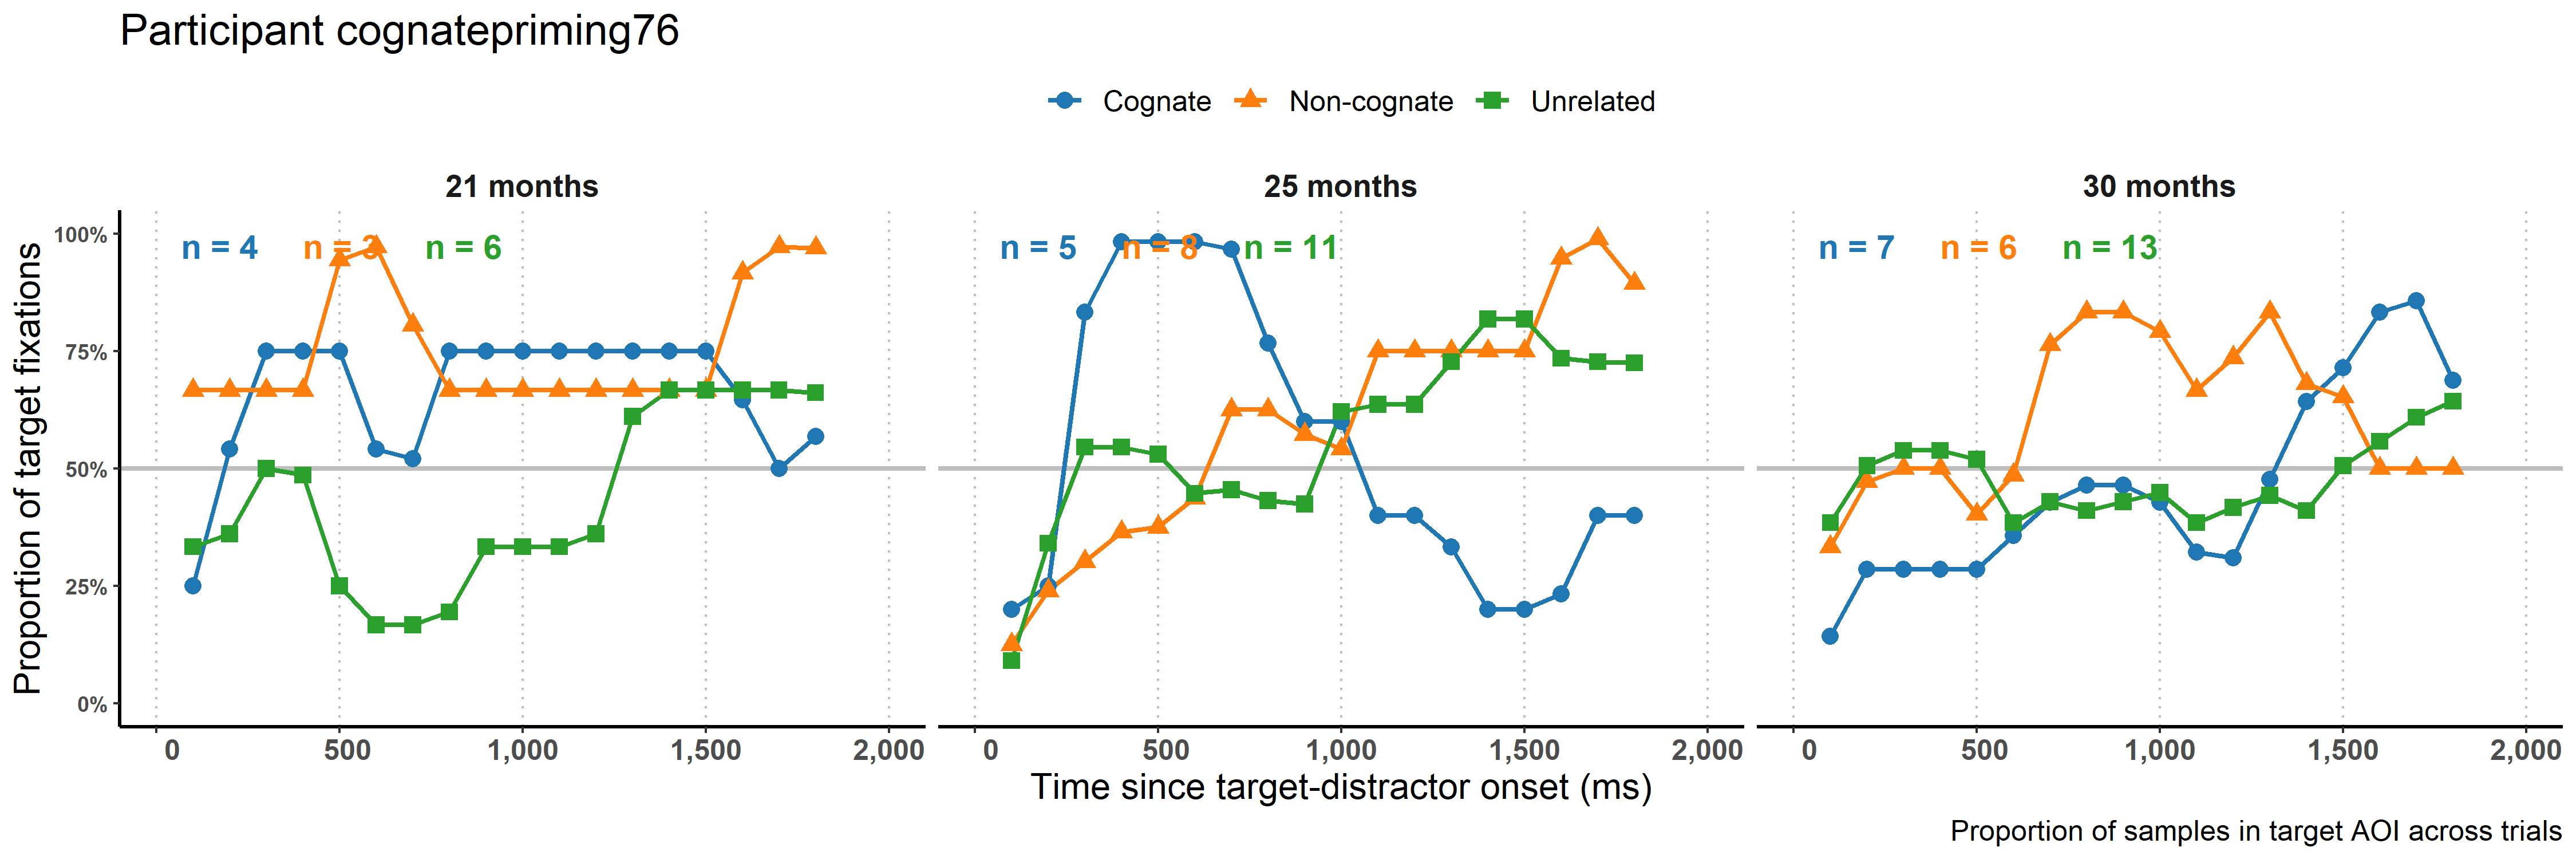 Participant cognatepriming76
Cognate Non-cognate Unrelated
21 months 25 months 30 months
n = 4 n = 3 n = 6 n = 5 n = 8 n = 11 n = 7 n = 6 n = 13
Proportion of target fixations
100%
75%
50%
25%
0%
0 500 1,000 1,500 2,000 0 500 1,000 1,500 2,000 0 500 1,000 1,500 2,000
Time since target-distractor onset (ms)
Proportion of samples in target AOI across trials